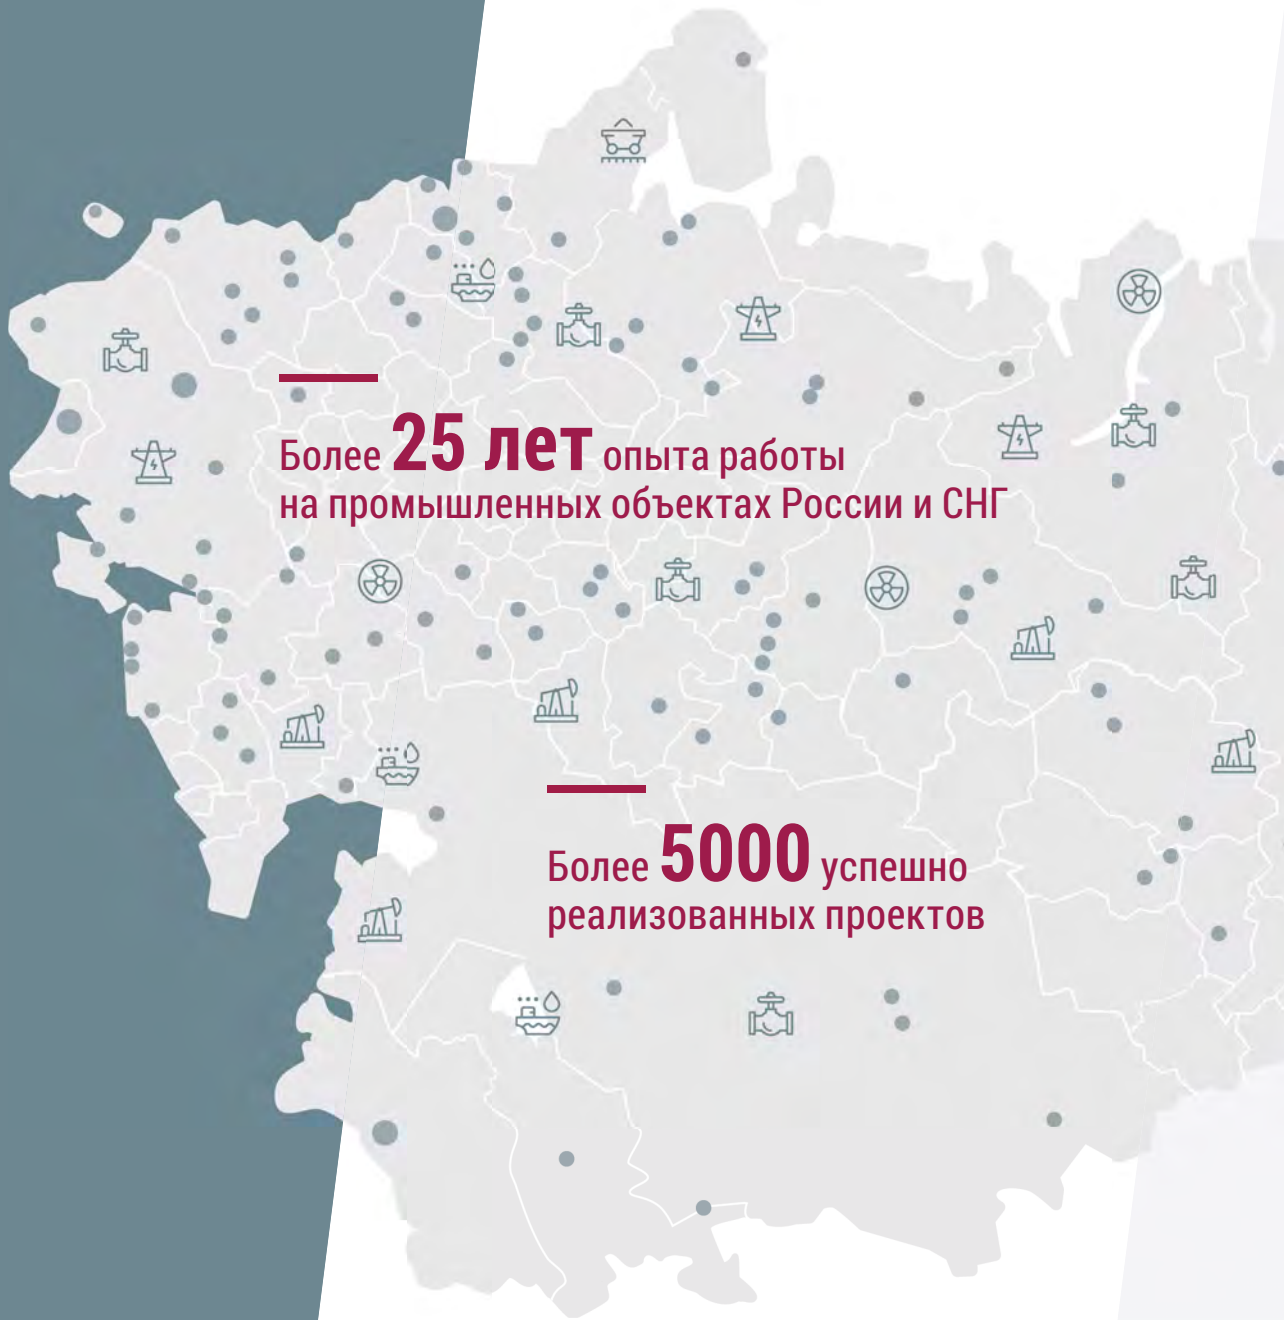 Более 25 лет опыта работы
на промышленных объектах России и СНГ
Более 5000 успешно
реализованных проектов